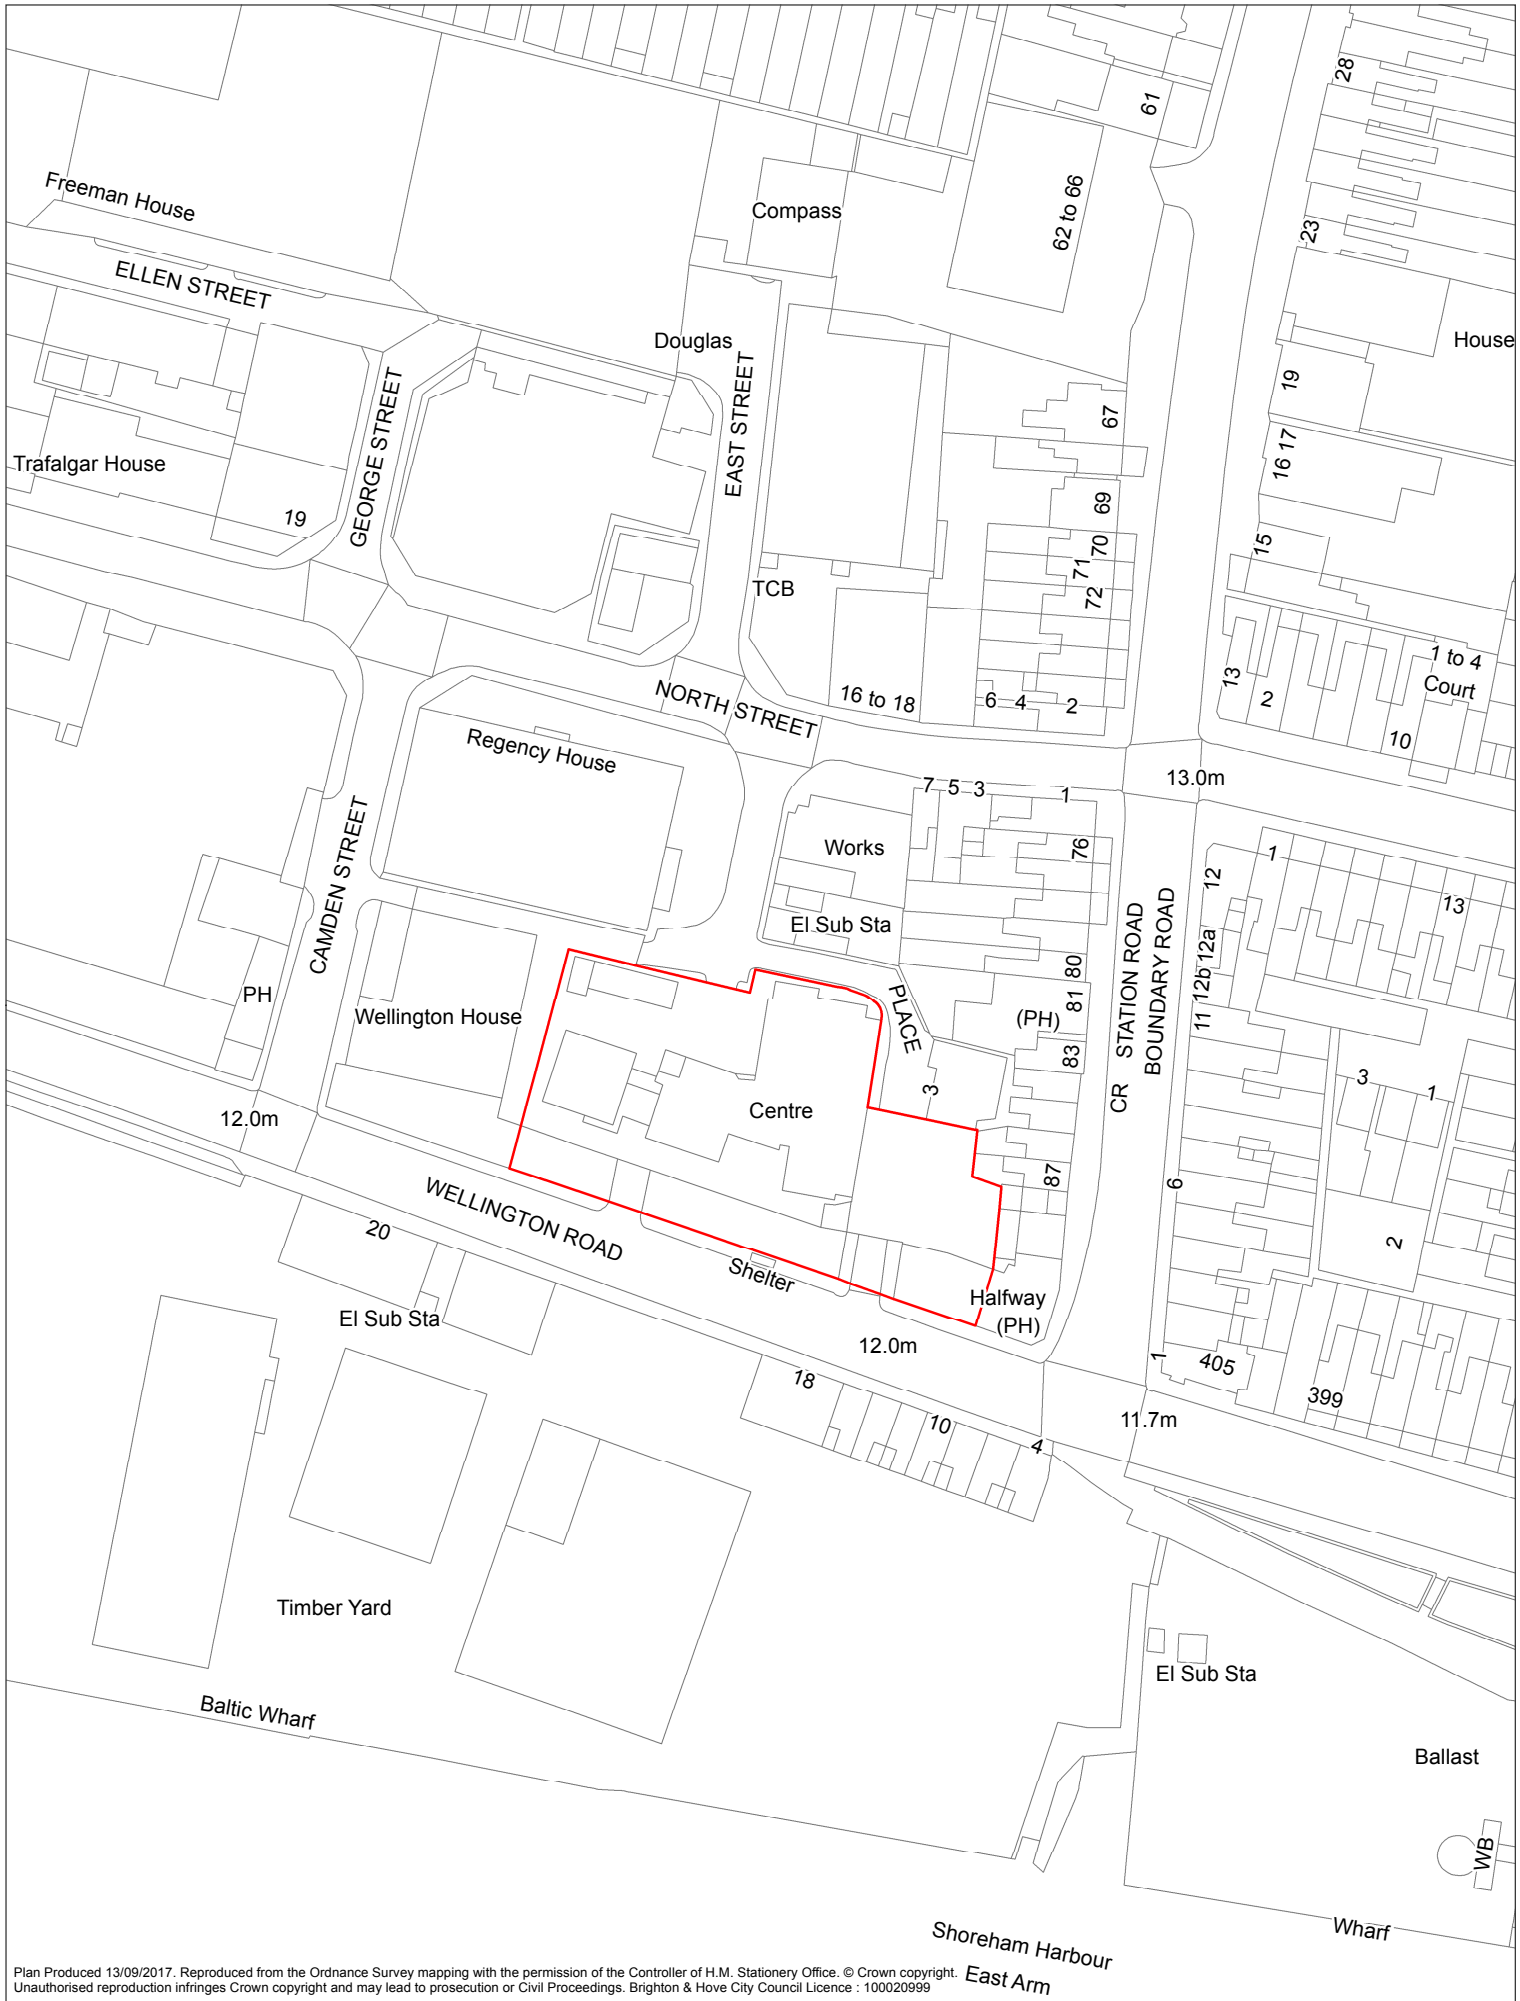 28
61
Freeman House
Compass
62 to 66
23
ELLEN STREET
Douglas
House
19
67
GEORGE STREET
EAST STREET
16 17
Trafalgar House
19
69
70
15
71
TCB
72
1 to 4
Court
13
2
NORTH STREET
16 to 18
6 4 2
10
Regency House
13.0m
7 5 3 1
Works
76
1
12
13
CAMDEN STREET
El Sub Sta
STATION ROAD
BOUNDARY ROAD
12a
80
12b
PH
Wellington House
PLACE
81
(PH)
11
83
CR
3
3
1
Centre
12.0m
87
6
WELLINGTON ROAD
20
2
Shelter
Halfway
(PH)
El Sub Sta
12.0m
1
405
18
399
10
11.7m
4
Timber Yard
El Sub Sta
Baltic Wharf
Ballast
WB
Wharf
Shoreham Harbour
East Arm
Plan Produced 13/09/2017. Reproduced from the Ordnance Survey mapping with the permission of the Controller of H.M. Stationery Office. © Crown copyright.
Unauthorised reproduction infringes Crown copyright and may lead to prosecution or Civil Proceedings. Brighton & Hove City Council Licence : 100020999